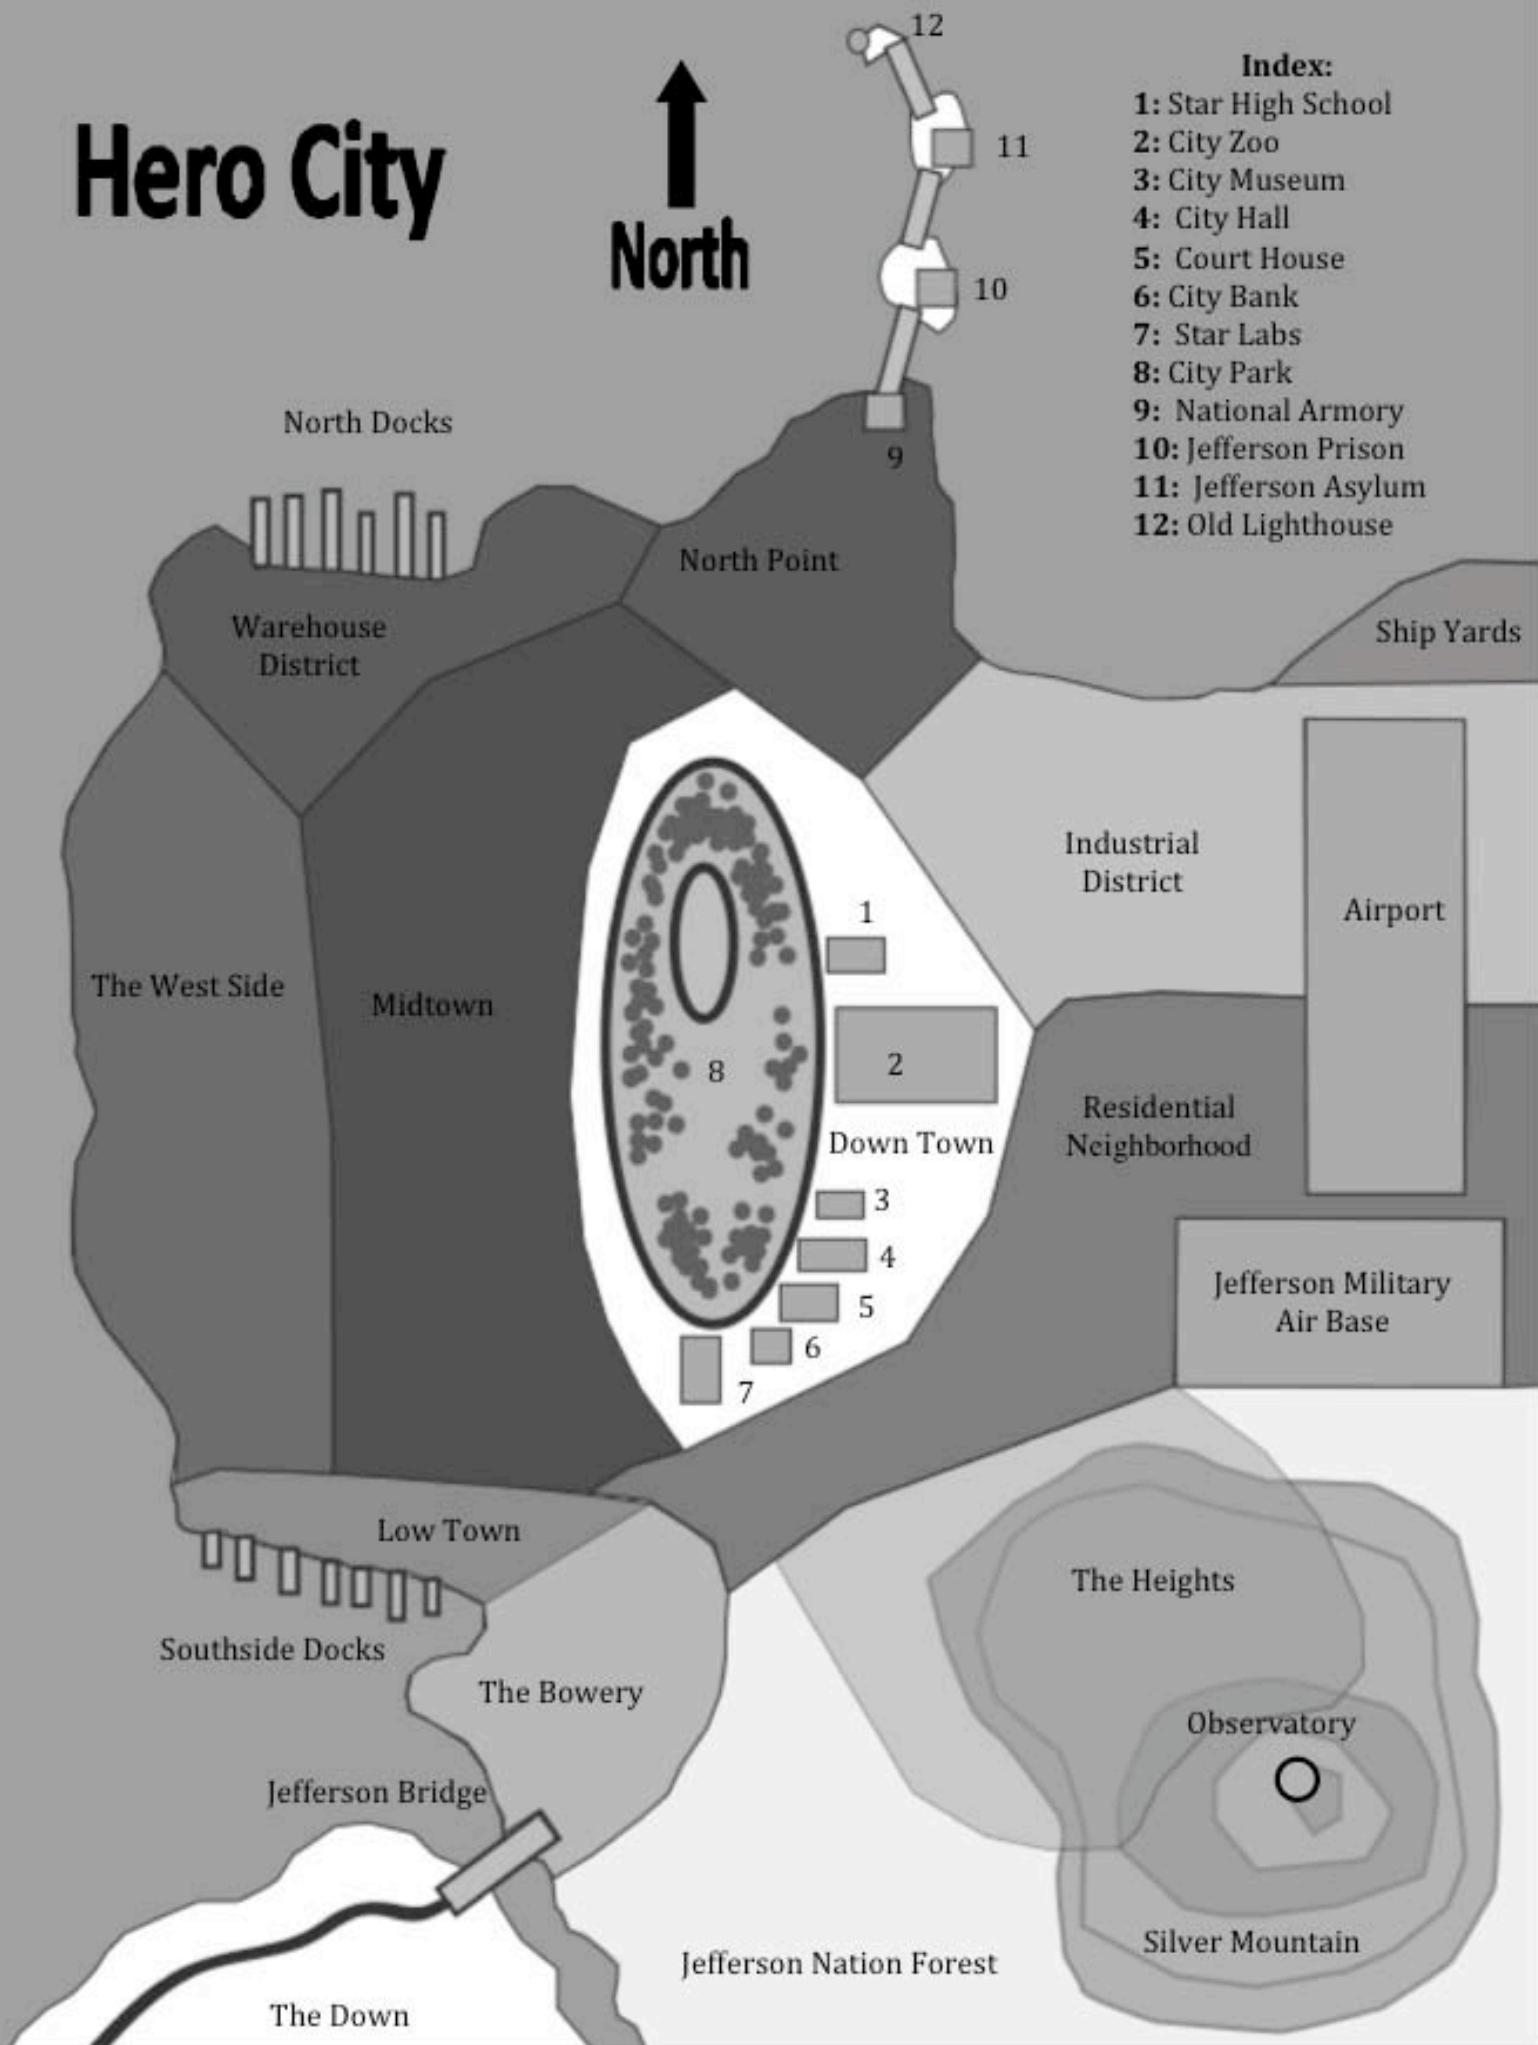 Hero City
North
12
11
10
9
Index:
1: Star High School
2: City Zoo
3: City Museum
4: City Hall
5: Court House
6: City Bank
7: Star Labs
8: City Park
9: National Armory
10: Jefferson Prison
11: Jefferson Asylum
12: Old Lighthouse
North Docks
North Point
Warehouse
District
Ship Yards
Industrial
District
Airport
1
The West Side
Midtown
8
2
Down Town
Residential
Neighborhood
3
4
5
6
7
Jefferson Military
Air Base
Low Town
Southside Docks
The Heights
The Bowery
Observatory
Jefferson Bridge
Silver Mountain
Jefferson Nation Forest
The Down